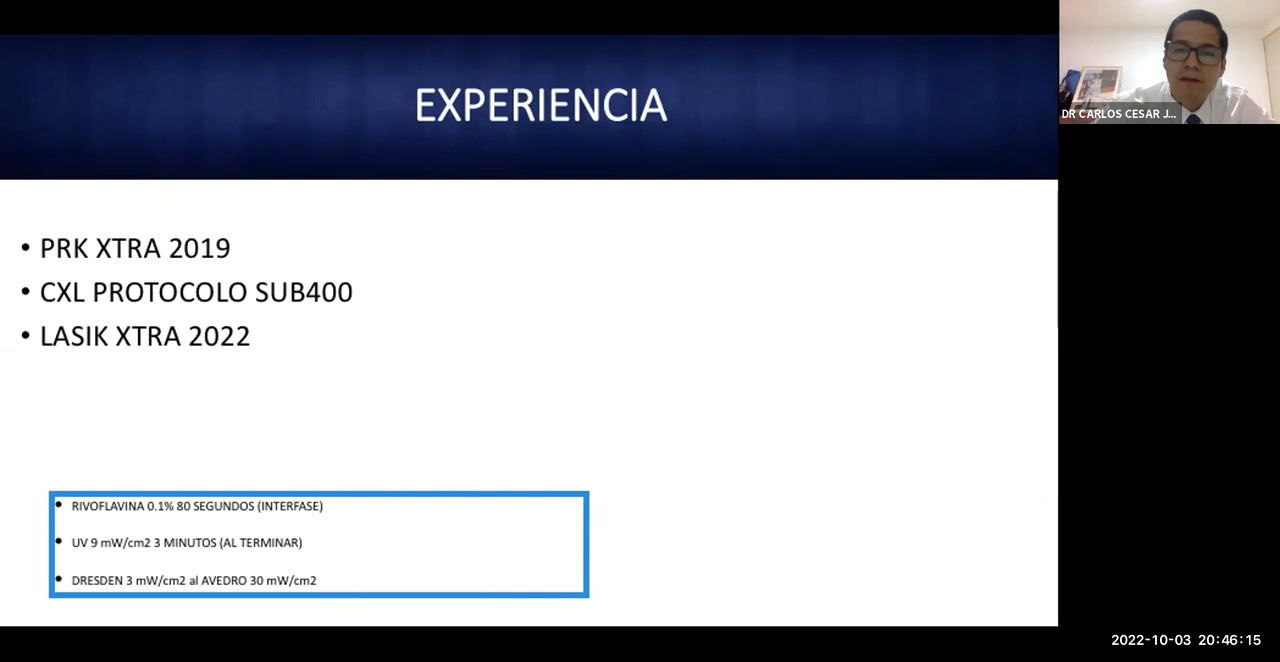 EXPERIENCIA
• PRK XTRA 2019
• CXL PROTOCOLO SUB400
• LASIK XTRA 2022
• RIVOFLAVINA 0.1% 80 SEGUNDOS (INTERFASE)
• UV 9 mW/cm2 3 MINUTOS (AL TERMINAR)
• DRESDEN 3 mW/cm2 al AVEDRO 30 mW/cm2
DR CARLOS CESAR J...
2022-10-03 20:46:15